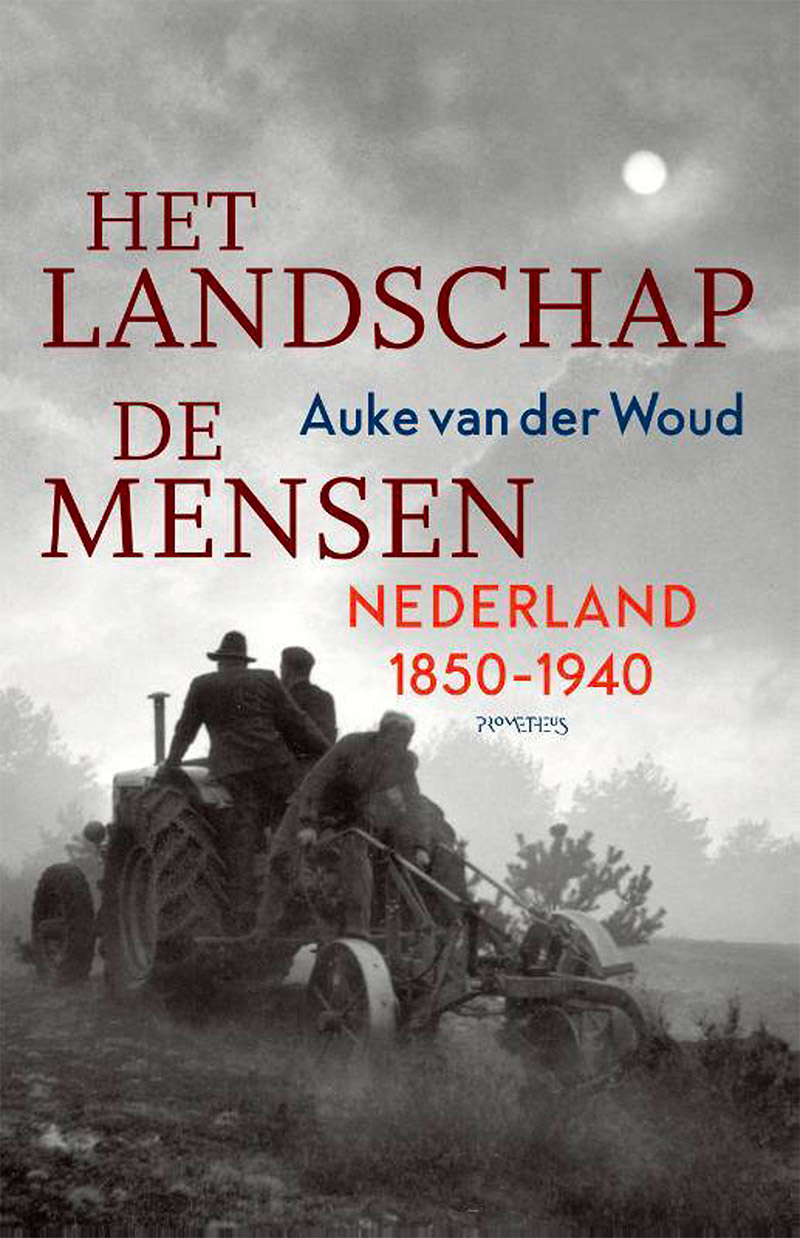 HET
LANDSCHAP
DE
Auke van der Woud
MENSEN
NEDERLAND
1850-1940
PROMETHEUS